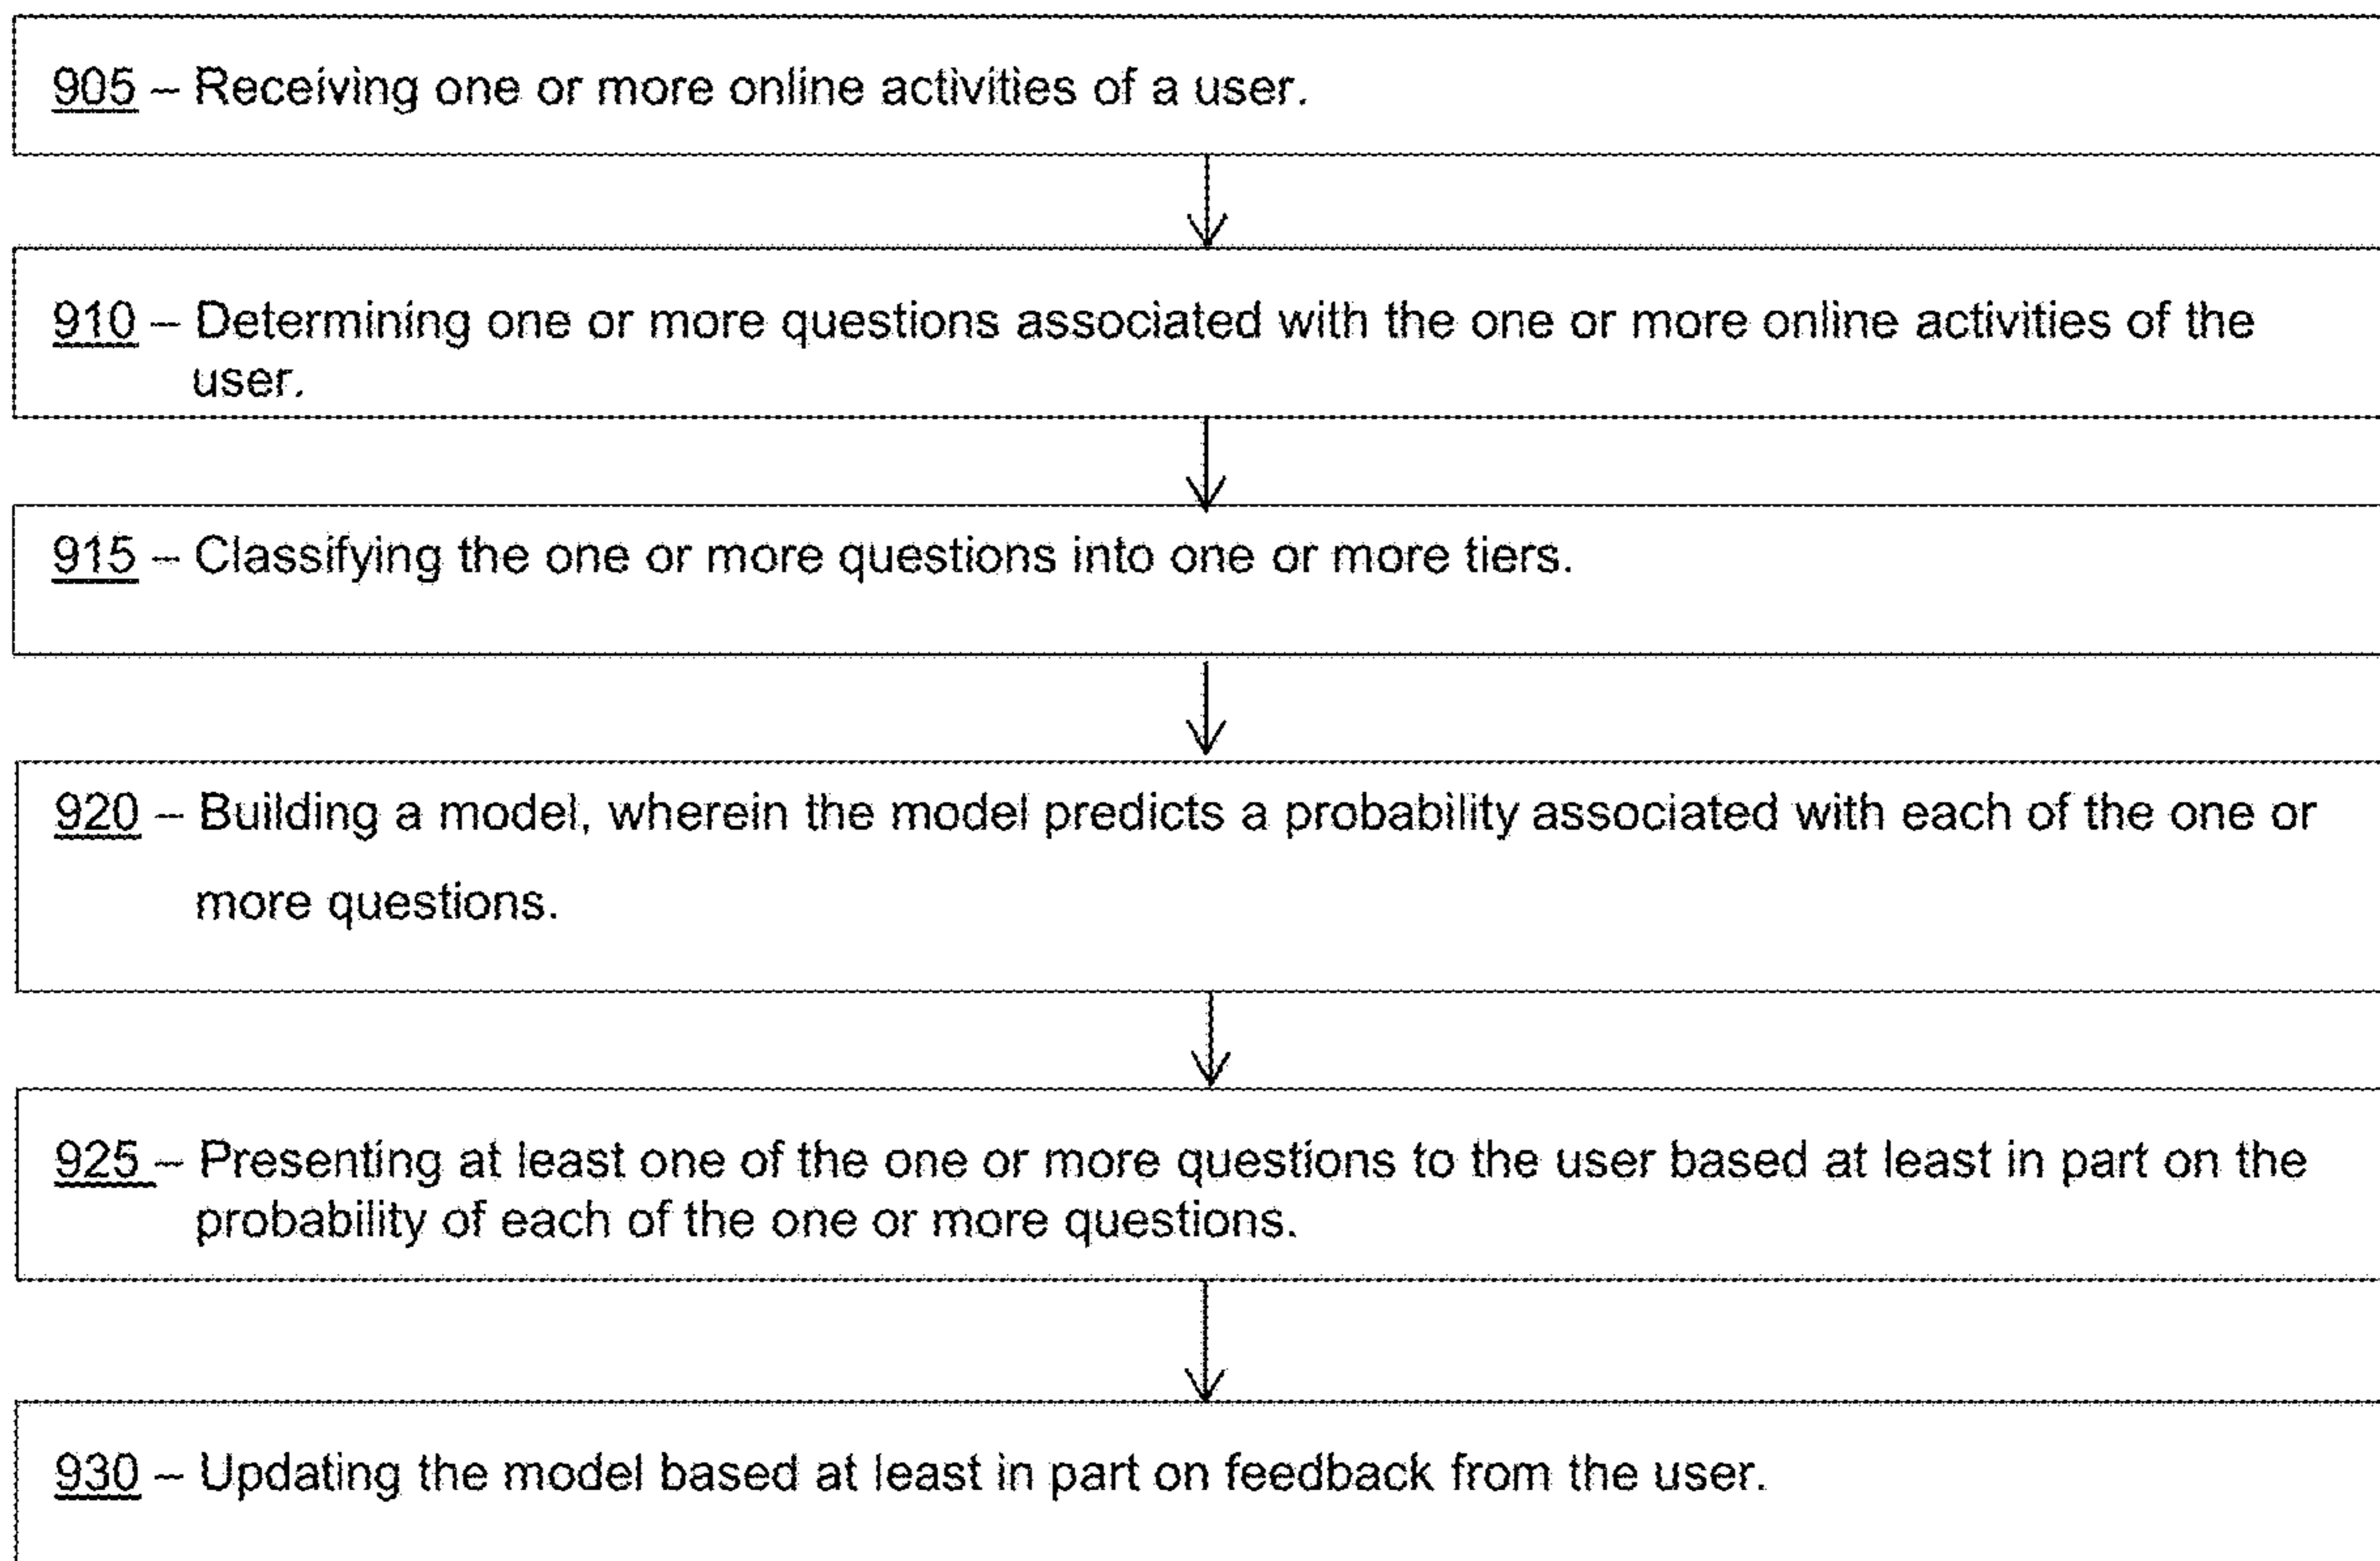 905 – Receiving one or more online activities of a user.
910 – Determining one or more questions associated with the one or more online activities of the
user.
915 – Classifying the one or more questions into one or more tiers.
920 – Building a model, wherein the model predicts a probability associated with each of the one or
more questions.
925 – Presenting at least one of the one or more questions to the user based at least in part on the
probability of each of the one or more questions.
930 – Updating the model based at least in part on feedback from the user.